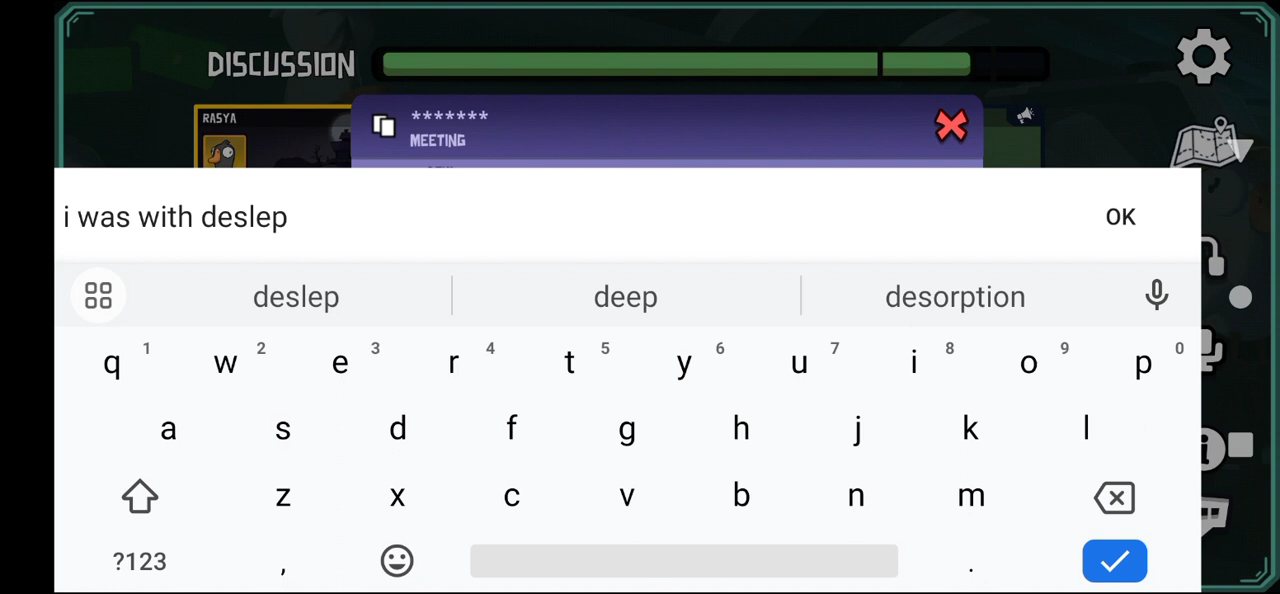 DISCUSSION
RASYA
*******
MEETING
i was with deslep
OK
deslep deep desorption
q 1 w 2 e 3 r 4 t 5 y 6 u 7 i 8 o 9 p 0
a s d f g h j k l
z x c v b n m
?123 , .